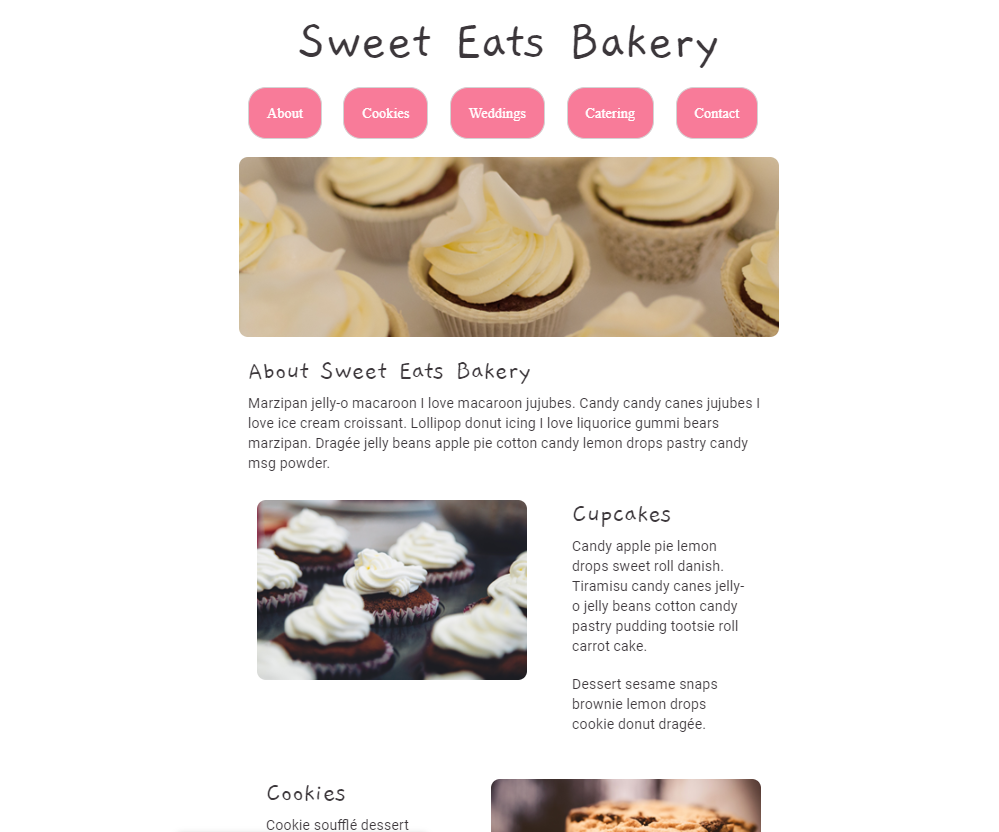 Sweet Eats Bakery
About Cookies Weddings Catering Contact
About Sweet Eats Bakery
Marzipan jelly-o macaroon I love macaroon jujubes. Candy candy canes jujubes I
love ice cream croissant. Lollipop donut icing I love liquorice gummi bears
marzipan. Dragée jelly beans apple pie cotton candy lemon drops pastry candy
msg powder.
Cupcakes
Candy apple pie lemon
drops sweet roll danish.
Tiramisu candy canes jelly-
o jelly beans cotton candy
pastry pudding tootsie roll
carrot cake.
Dessert sesame snaps
brownie lemon drops
cookie donut dragée.
Cookies
Cookie soufflé dessert